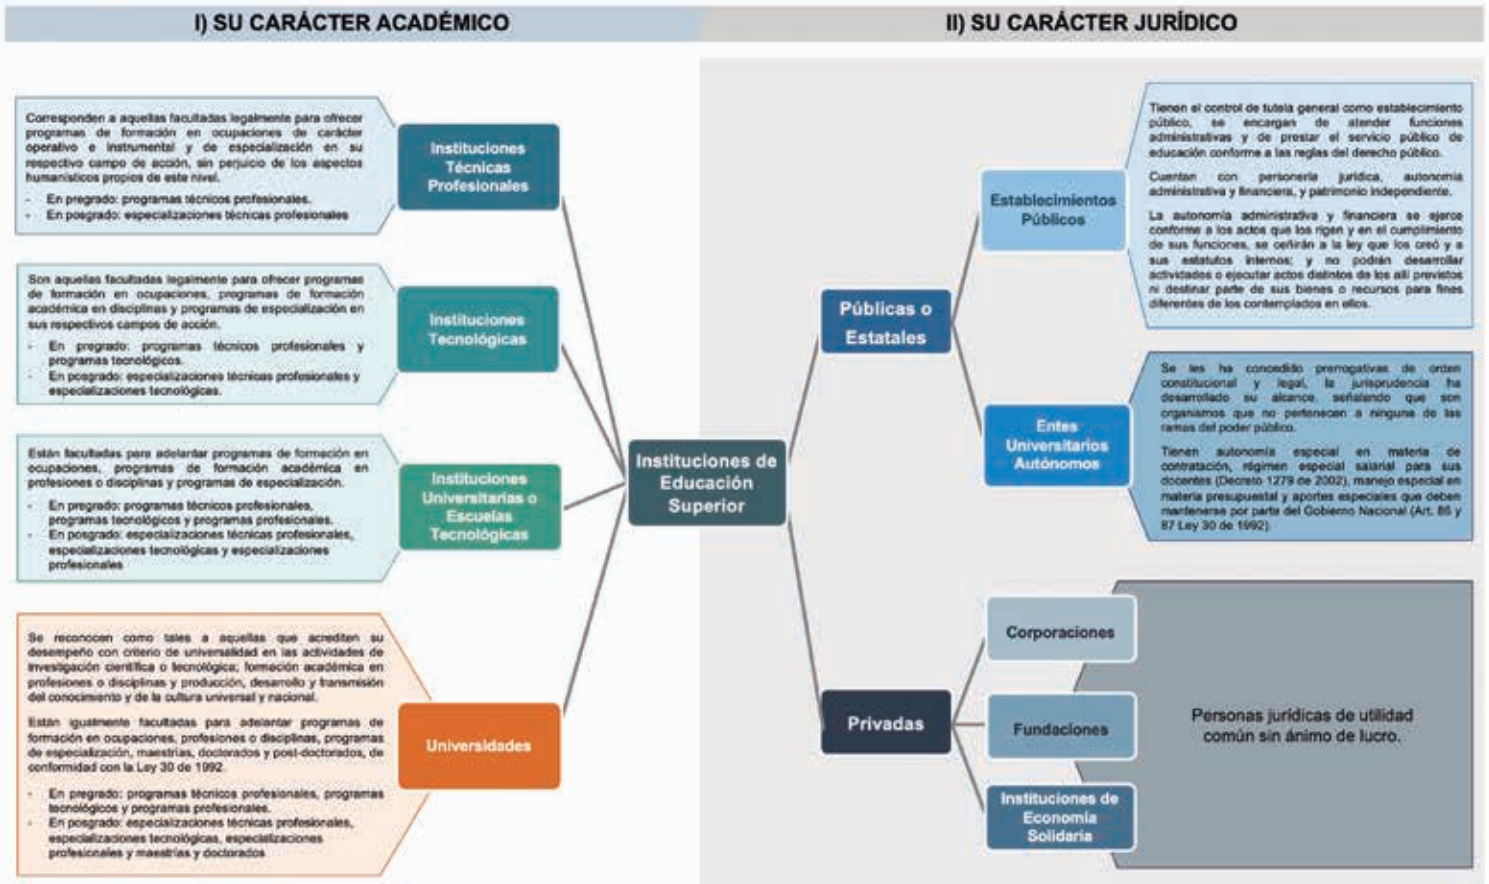 I) SU CARÁCTER ACADÉMICO
Corresponden a aquellas facultadas legalmente para ofrecer
programas de formación en ocupaciones de carácter
operativo e instrumental y de especialización en su
respectivo campo de acción, sin perjuicio de los aspectos
humanísticos propios de este nivel.
- En pregrado: programas técnicos profesionales.
- En posgrado: especializaciones técnicas profesionales
Instituciones
Técnicas
Profesionales
Son aquellas facultadas legalmente para ofrecer programas
de formación en ocupaciones, programas de formación
académica en disciplinas y programas de especialización en
sus respectivos campos de acción.
- En pregrado: programas técnicos profesionales y
programas tecnológicos.
- En posgrado: especializaciones técnicas profesionales y
especializaciones tecnológicas.
Instituciones
Tecnológicas
Están facultadas para adelantar programas de formación en
ocupaciones, programas de formación académica en
profesiones o disciplinas y programas de especialización.
- En pregrado: programas técnicos profesionales,
programas tecnológicos y programas profesionales.
- En posgrado: especializaciones técnicas profesionales,
especializaciones tecnológicas y especializaciones
profesionales
Instituciones
Universitarias o
Escuelas
Tecnológicas
Se reconocen como tales a aquellas que acrediten su
desempeño con criterio de universalidad en las actividades de
investigación científica o tecnológica; formación académica en
profesiones o disciplinas y producción, desarrollo y transmisión
del conocimiento y de la cultura universal y nacional.
Están igualmente facultadas para adelantar programas de
formación en ocupaciones, profesiones o disciplinas, programas
de especialización, maestrías, doctorados y post-doctorados, de
conformidad con la Ley 30 de 1992.
- En pregrado: programas técnicos profesionales, programas
tecnológicos y programas profesionales.
- En posgrado: especializaciones técnicas profesionales,
especializaciones tecnológicas, especializaciones
profesionales y maestrías y doctorados
Universidades
Instituciones de
Educación
Superior
II) SU CARÁCTER JURÍDICO
Públicas o
Estatales
Establecimientos
Públicos
Tienen el control de tutela general como establecimiento
público, se encargan de atender funciones
administrativas y de prestar el servicio público de
educación conforme a las reglas del derecho público.
Cuentan con personería jurídica, autonomía
administrativa y financiera, y patrimonio independiente.
La autonomía administrativa y financiera se ejerce
conforme a los actos que los rigen y en el cumplimiento
de sus funciones, se ceñirán a la ley que los creó y a
sus estatutos internos; y no podrán desarrollar
actividades o ejecutar actos distintos de los allí previstos
ni destinar parte de sus bienes o recursos para fines
diferentes de los contemplados en ellos.
Entes
Universitarios
Autónomos
Se les ha concedido prerrogativas de orden
constitucional y legal, la jurisprudencia ha
desarrollado su alcance, señalando que son
organismos que no pertenecen a ninguna de las
ramas del poder público.
Tienen autonomía especial en materia de
contratación, régimen especial salarial para sus
docentes (Decreto 1279 de 2002), manejo especial en
materia presupuestal y aportes especiales que deben
mantenerse por parte del Gobierno Nacional (Art. 86 y
87 Ley 30 de 1992)
Privadas
Corporaciones
Fundaciones
Instituciones de
Economía
Solidaria
Personas jurídicas de utilidad
común sin ánimo de lucro.